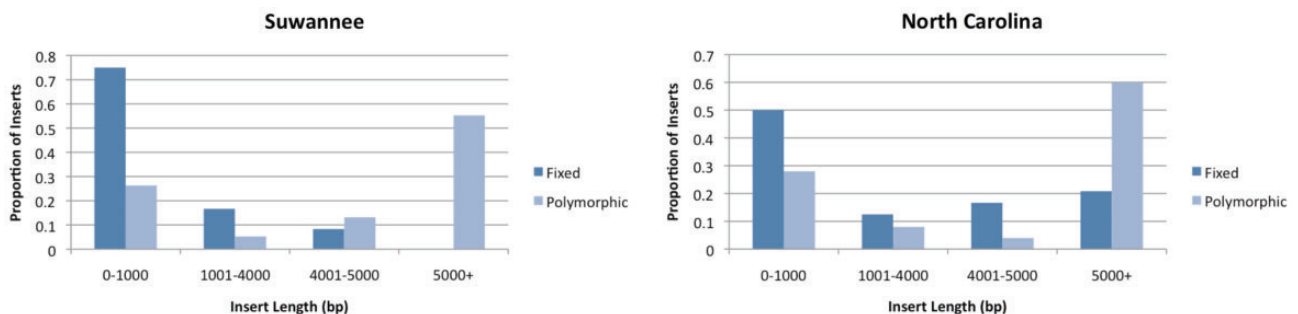 Suwannee
Proportion of Inserts
0.8
0.7
0.6
0.5
0.4
0.3
0.2
0.1
0
0-1000 1001-4000 4001-5000 5000+
Insert Length (bp)
Fixed
Polymorphic
North Carolina
Proportion of Inserts
0.7
0.6
0.5
0.4
0.3
0.2
0.1
0
0-1000 1001-4000 4001-5000 5000+
Insert Length (bp)
Fixed
Polymorphic